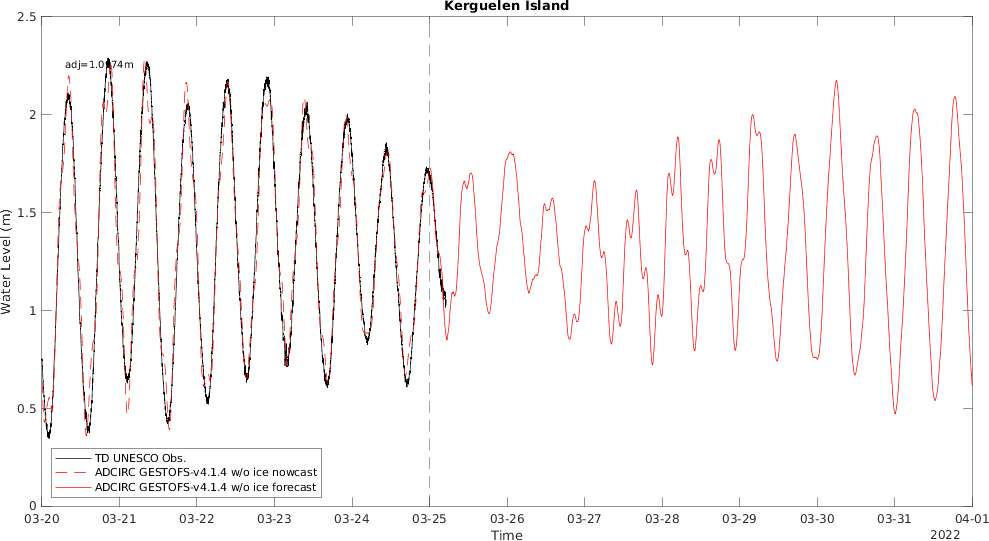 Kerguelen Island
2.5
2
1.5
1
0.5
0
Water Level (m)
TD UNESCO Obs.
ADCIRC GESTOFS-v4.1.4 w/o ice nowcast
ADCIRC GESTOFS-v4.1.4 w/o ice forecast
03-20 03-21 03-22 03-23 03-24 03-25 03-26 03-27 03-28 03-29 03-30 03-31 04-01
Time
2022